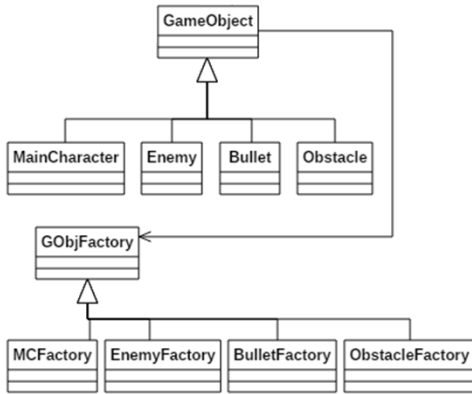 GameObject
MainCharacter Enemy Bullet Obstacle
GObjFactory
MCFactory EnemyFactory BulletFactory ObstacleFactory